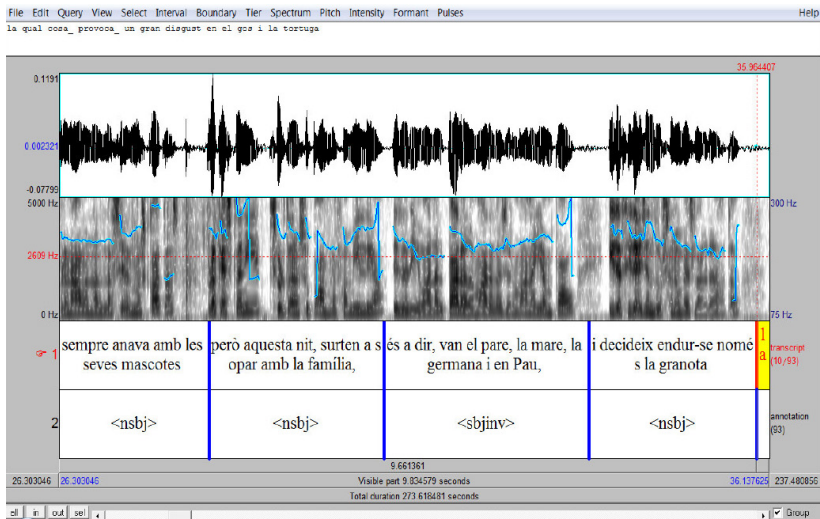 File Edit Query View Select Interval Boundary Tier Spectrum Pitch Intensity Formant Pulses Help
la qual cosa_ provoca_ un gran disgust en el gos i la tortuga
35.964407
0.1191
0.002321
-0.07799
5000 Hz 300 Hz
2609 Hz
0 Hz 75 Hz
sempre anava amb les però aquesta nit, surten a s és a dir, van el pare, la mare, la i decideix endur-se nomé l
1 seves mascotes opar amb la família, germana i en Pau, s la granota a
transcript
(10/93)
2 <nsbj> <nsbj> <sbjinv> <nsbj>
annotation
(93)
9.661361
26.303046 26.303046 Visible part 9.834579 seconds 36.137625 237.480856
Total duration 273.618481 seconds
all in out sel Group